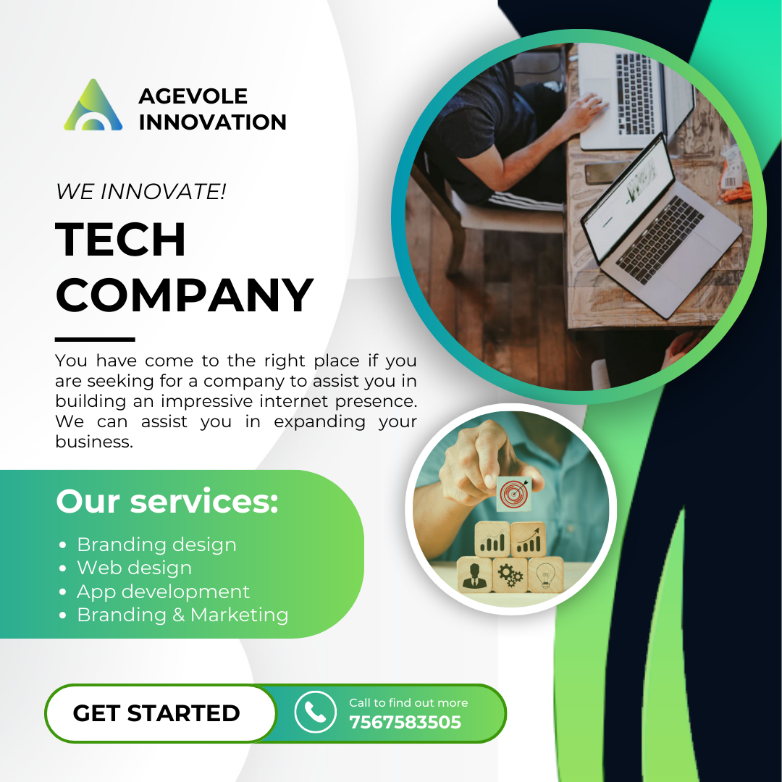 AGEVOLE
INNOVATION
WE INNOVATE!
TECH
COMPANY
You have come to the right place if you
are seeking for a company to assist you in
building an impressive internet presence.
We can assist you in expanding your
business.
Our services:
• Branding design
• Web design
• App development
• Branding & Marketing
GET STARTED
Call to find out more
7567583505